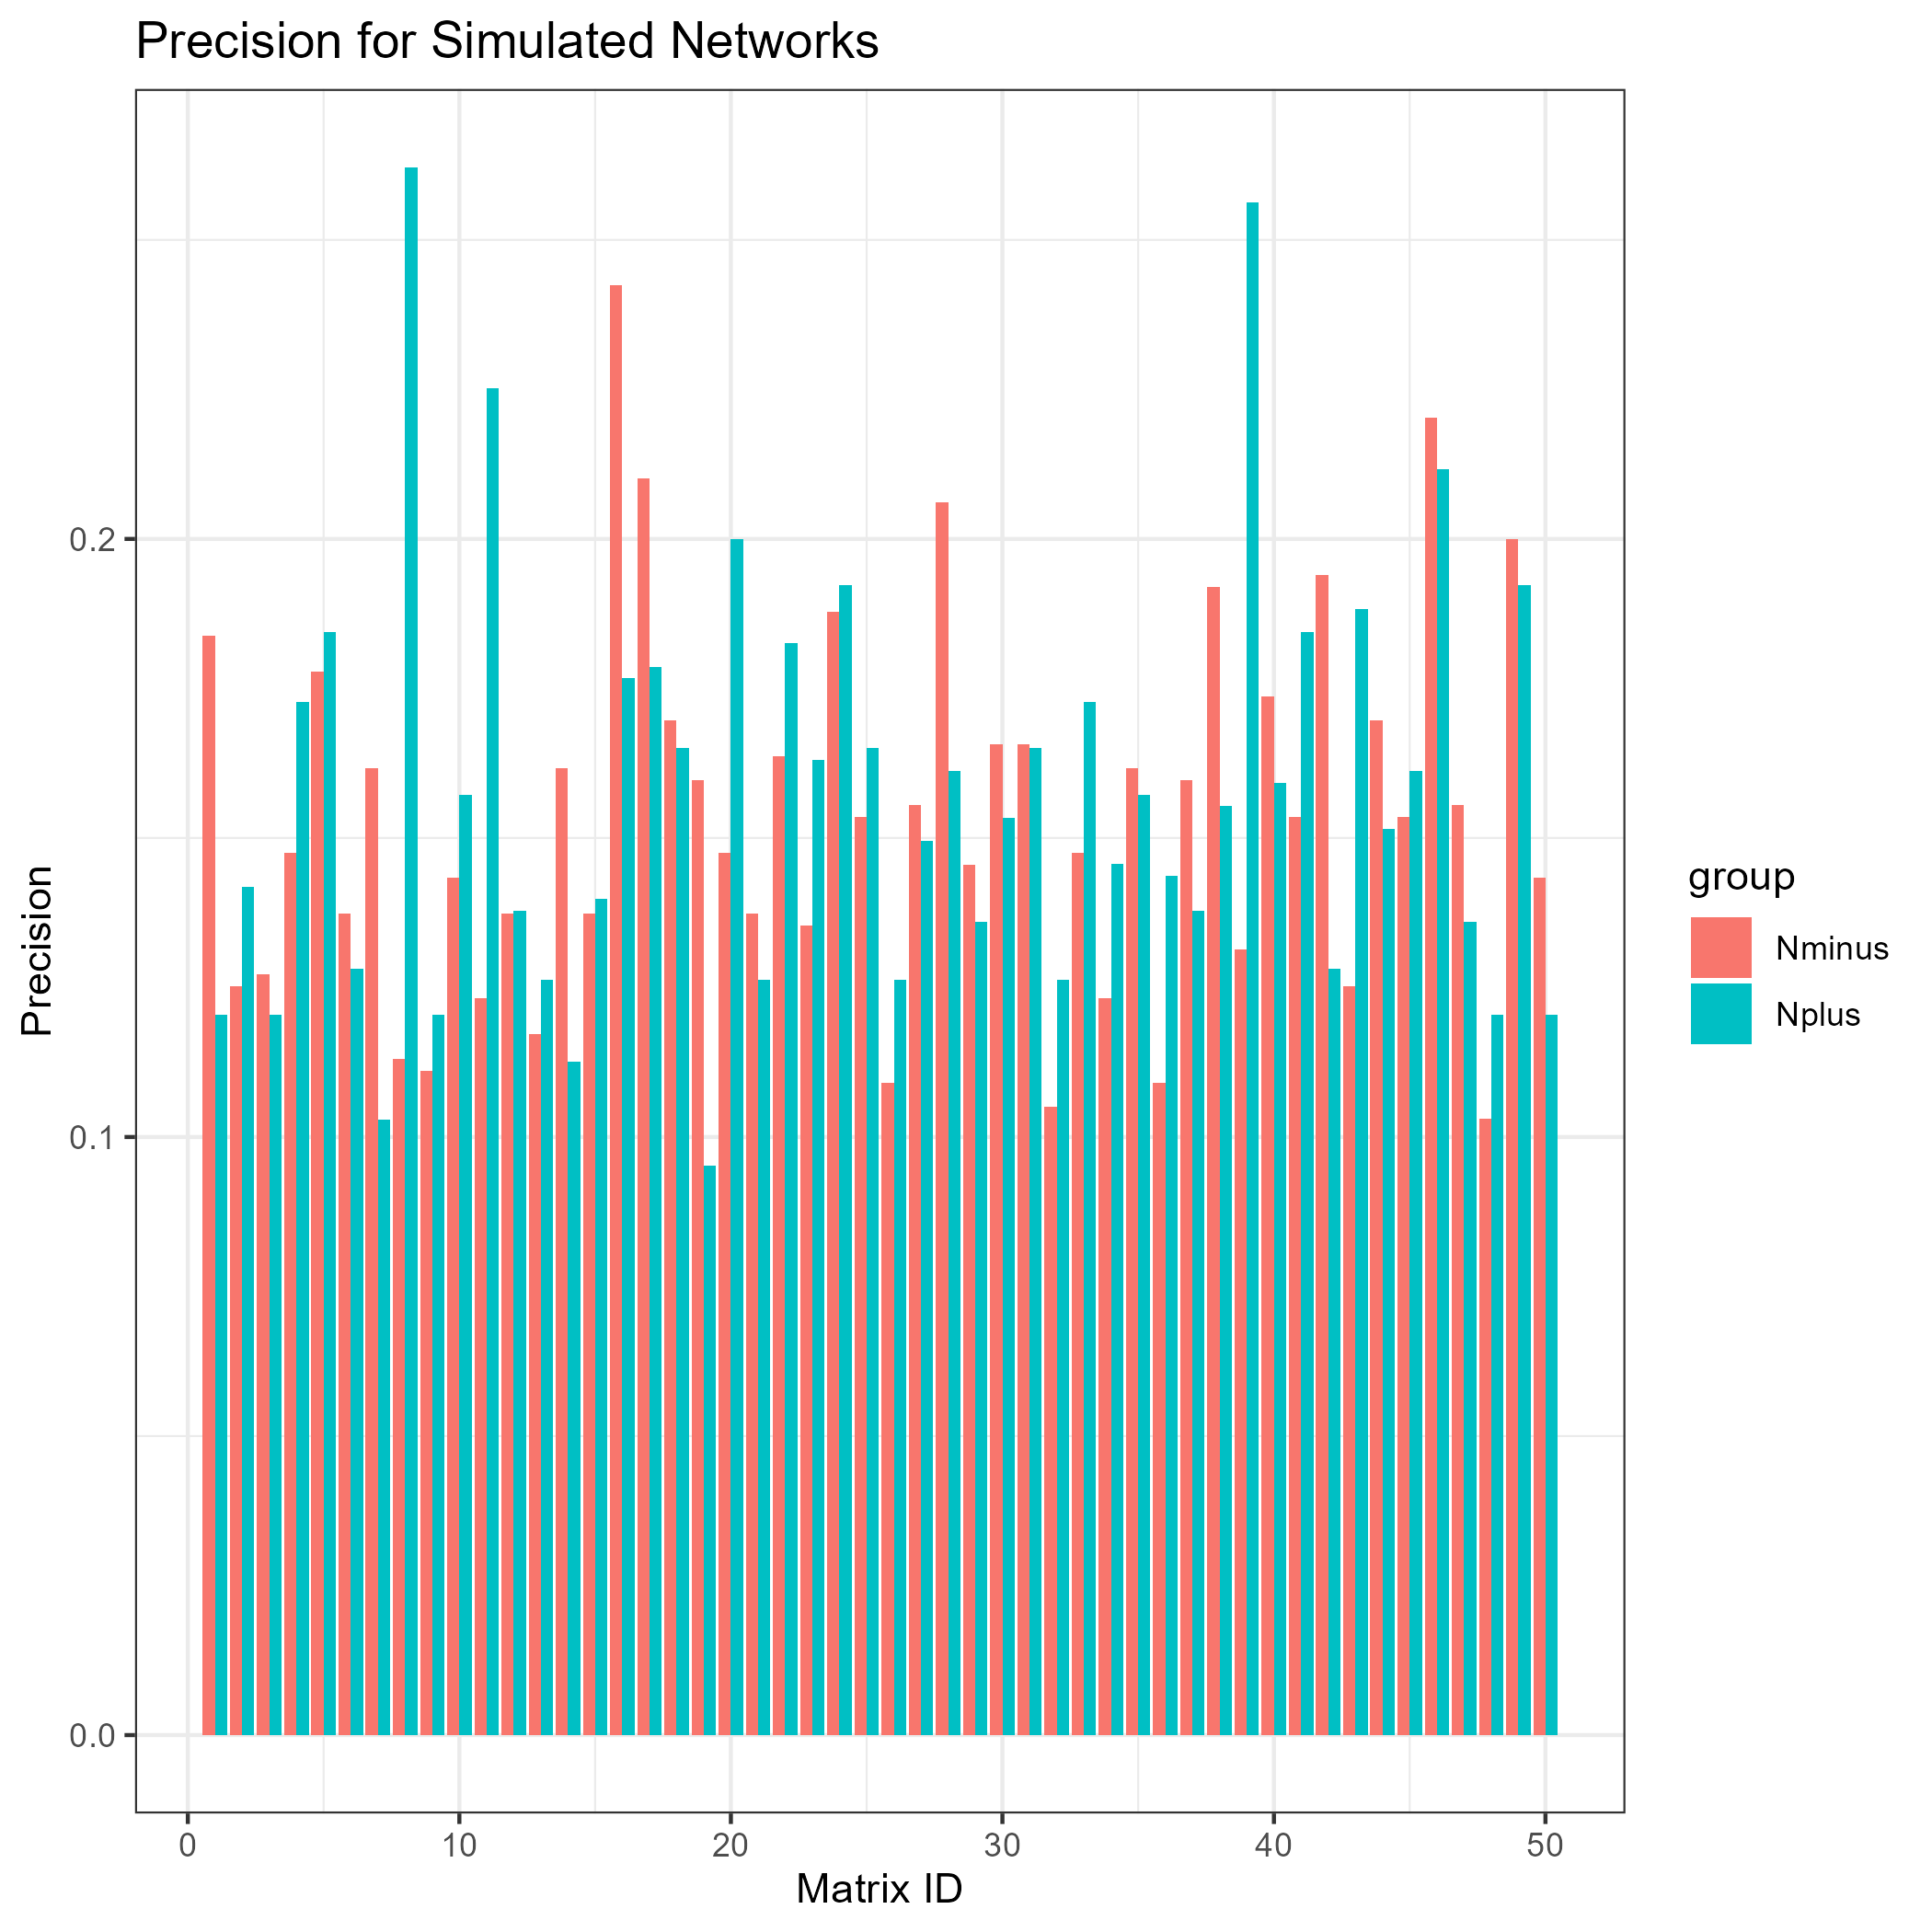 Precision for Simulated Networks
Precision
0.2
0.1
0.0
0 10 20 30 40 50
Matrix ID
group
Nminus
Nplus